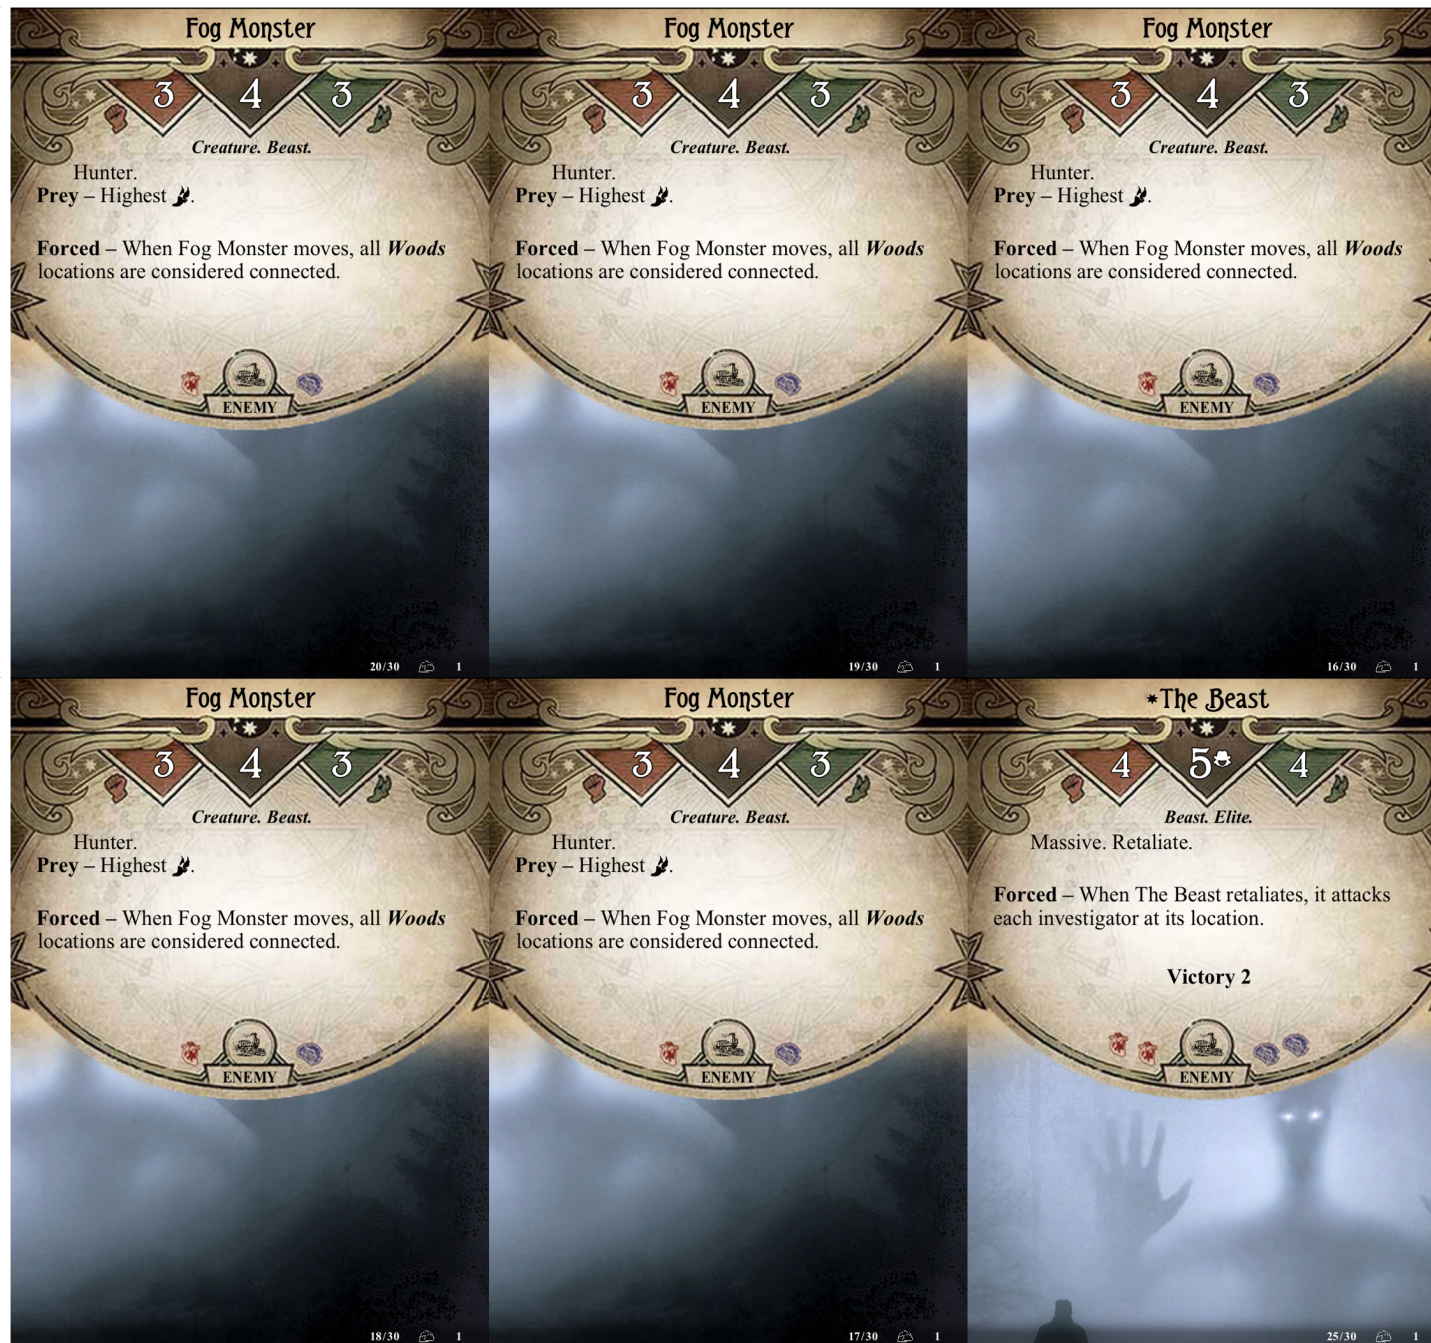 Fog Monster
3 4 3
Creature. Beast.
Hunter.
Prey – Highest .
Forced – When Fog Monster moves, all Woods
locations are considered connected.
ENEMY
20/30 1
Fog Monster
3 4 3
Creature. Beast.
Hunter.
Prey – Highest .
Forced – When Fog Monster moves, all Woods
locations are considered connected.
ENEMY
19/30 1
Fog Monster
3 4 3
Creature. Beast.
Hunter.
Prey – Highest .
Forced – When Fog Monster moves, all Woods
locations are considered connected.
ENEMY
16/30 1
Fog Monster
3 4 3
Creature. Beast.
Hunter.
Prey – Highest .
Forced – When Fog Monster moves, all Woods
locations are considered connected.
ENEMY
18/30 1
Fog Monster
3 4 3
Creature. Beast.
Hunter.
Prey – Highest .
Forced – When Fog Monster moves, all Woods
locations are considered connected.
ENEMY
17/30 1
The Beast
4 5 4
Beast. Elite.
Massive. Retaliate.
Forced – When The Beast retaliates, it attacks
each investigator at its location.
Victory 2
ENEMY
25/30 1